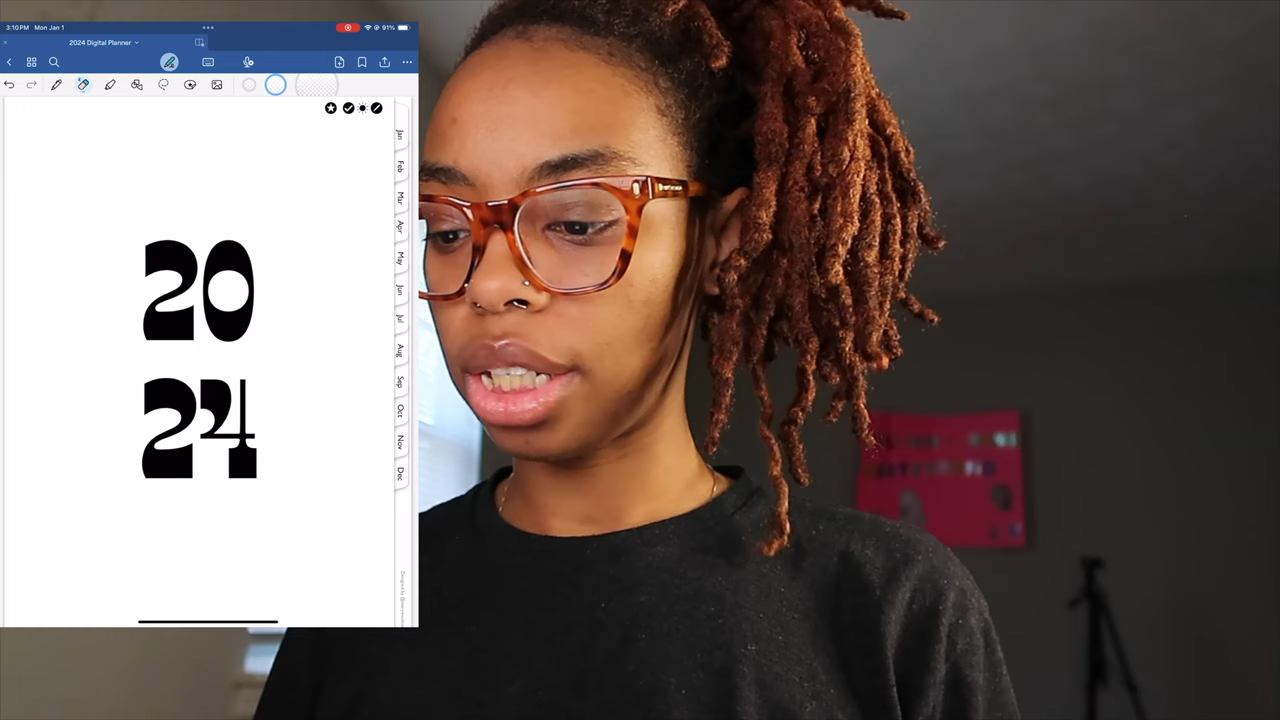 3:10 PM Mon Jan 1
91%
2024 Digital Planner
Jan
Feb
Mar
Apr
May
Jun
Jul
Aug
Sep
Oct
Nov
Dec
20
24